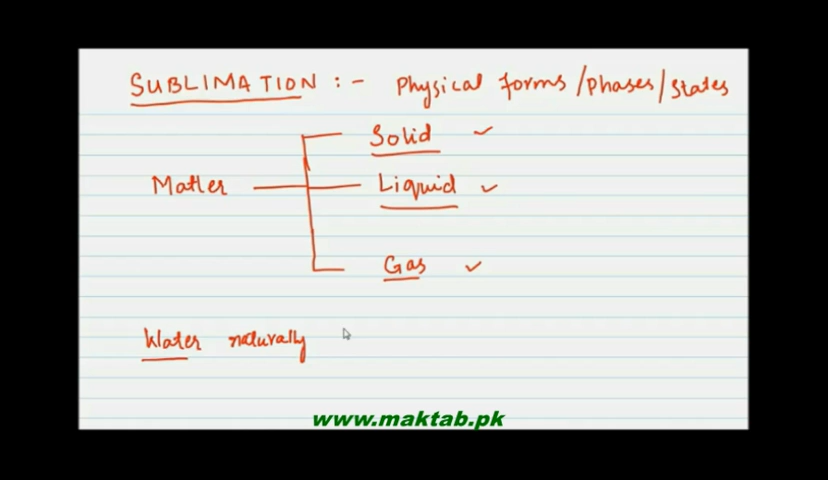 SUBLIMATION :- Physical forms/phases/states
Solid ✓
Matter Liquid ✓
Gas ✓
Water naturally
www.maktab.pk